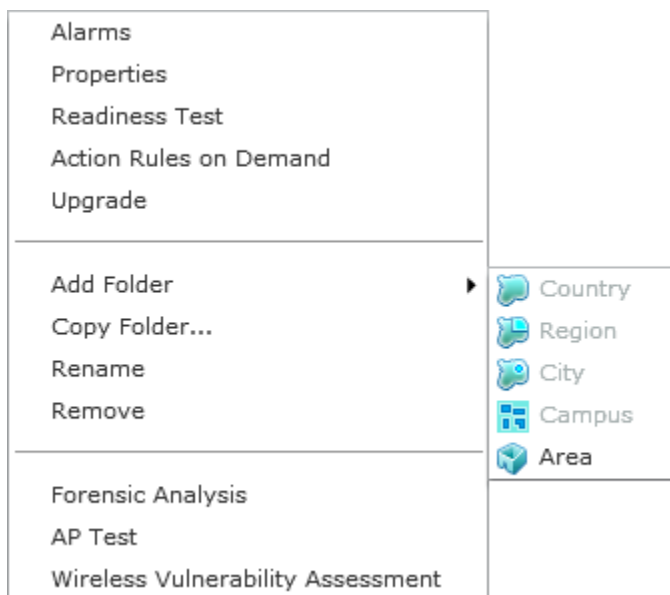 Alarms
Properties
Readiness Test
Action Rules on Demand
Upgrade
Add Folder
Country
Region
City
Campus
Area
Copy Folder...
Rename
Remove
Forensic Analysis
AP Test
Wireless Vulnerability Assessment